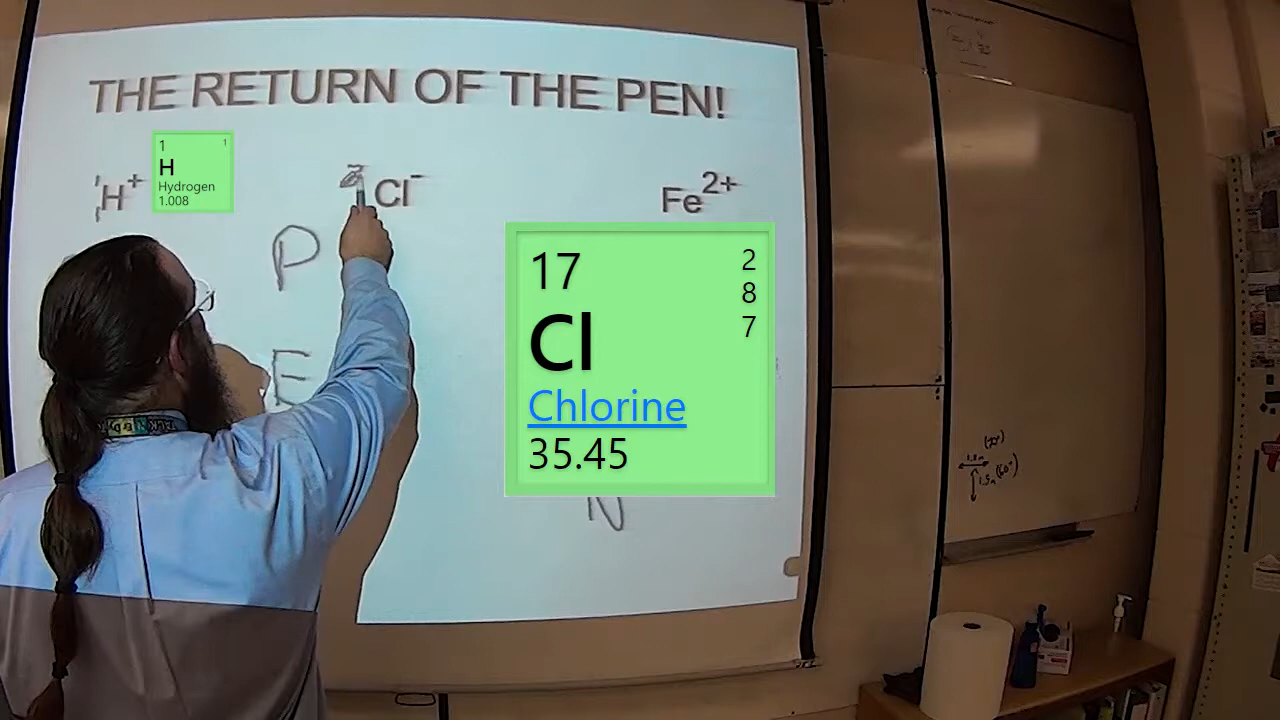 THE RETURN OF THE PEN!
H⁺
1 1
H
Hydrogen
1.008
Cl⁻
Fe²⁺
P
E
N
17 2
8
Cl 7
Chlorine
35.45